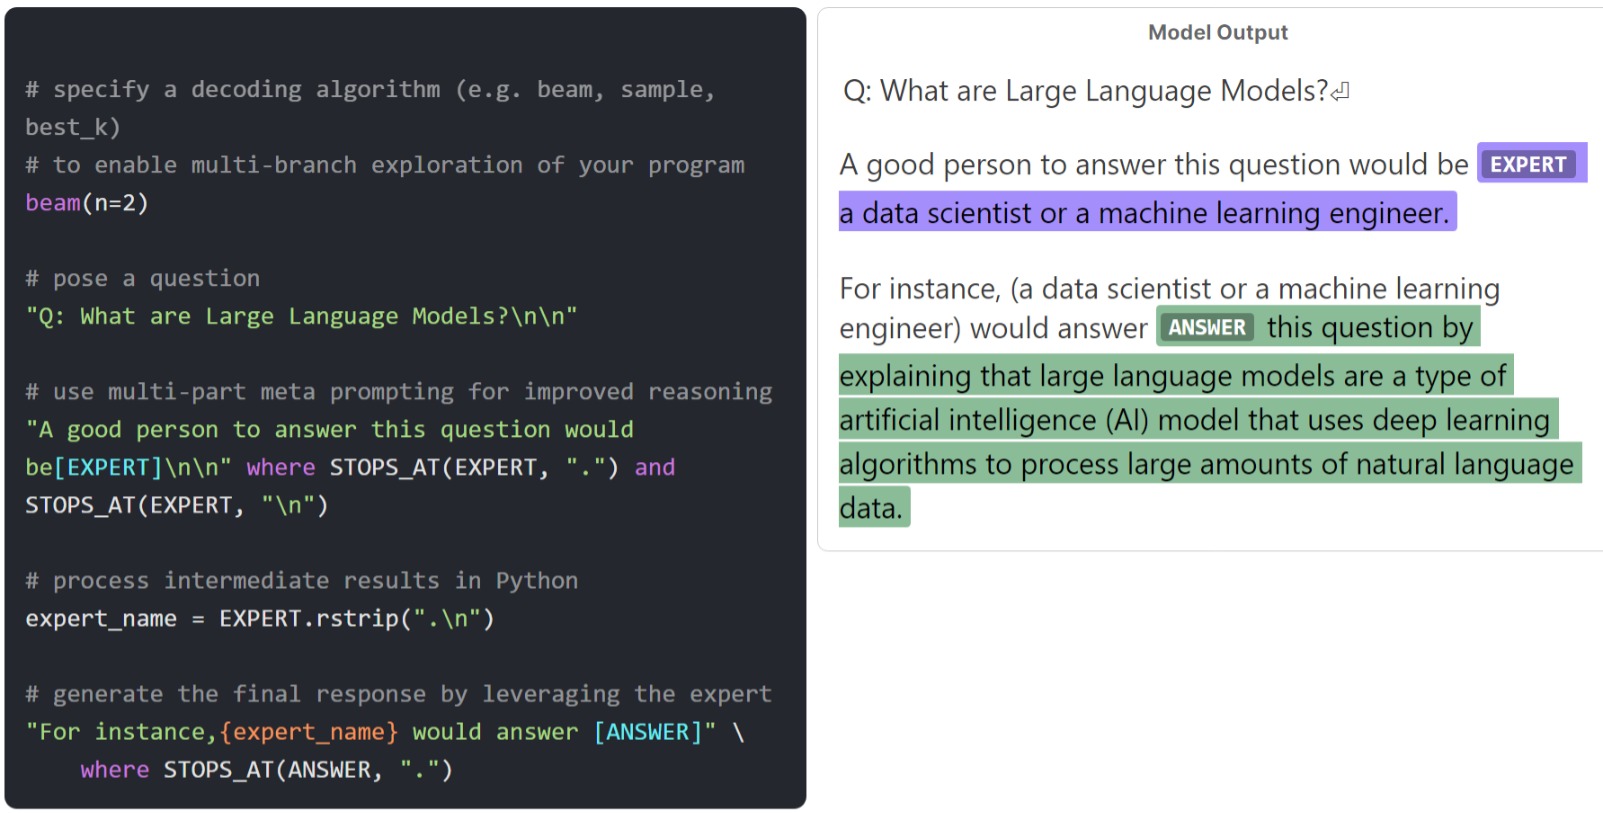 # specify a decoding algorithm (e.g. beam, sample,
best_k)
# to enable multi-branch exploration of your program
beam(n=2)
# pose a question
"Q: What are Large Language Models?\n\n"
# use multi-part meta prompting for improved reasoning
"A good person to answer this question would
be[EXPERT]\n\n" where STOPS_AT(EXPERT, ".") and
STOPS_AT(EXPERT, "\n")
# process intermediate results in Python
expert_name = EXPERT.rstrip(".\n")
# generate the final response by leveraging the expert
"For instance,{expert_name} would answer [ANSWER]" \
    where STOPS_AT(ANSWER, ".")
Model Output
Q: What are Large Language Models?⏎
A good person to answer this question would be EXPERT
a data scientist or a machine learning engineer.
For instance, (a data scientist or a machine learning
engineer) would answer ANSWER this question by
explaining that large language models are a type of
artificial intelligence (AI) model that uses deep learning
algorithms to process large amounts of natural language
data.